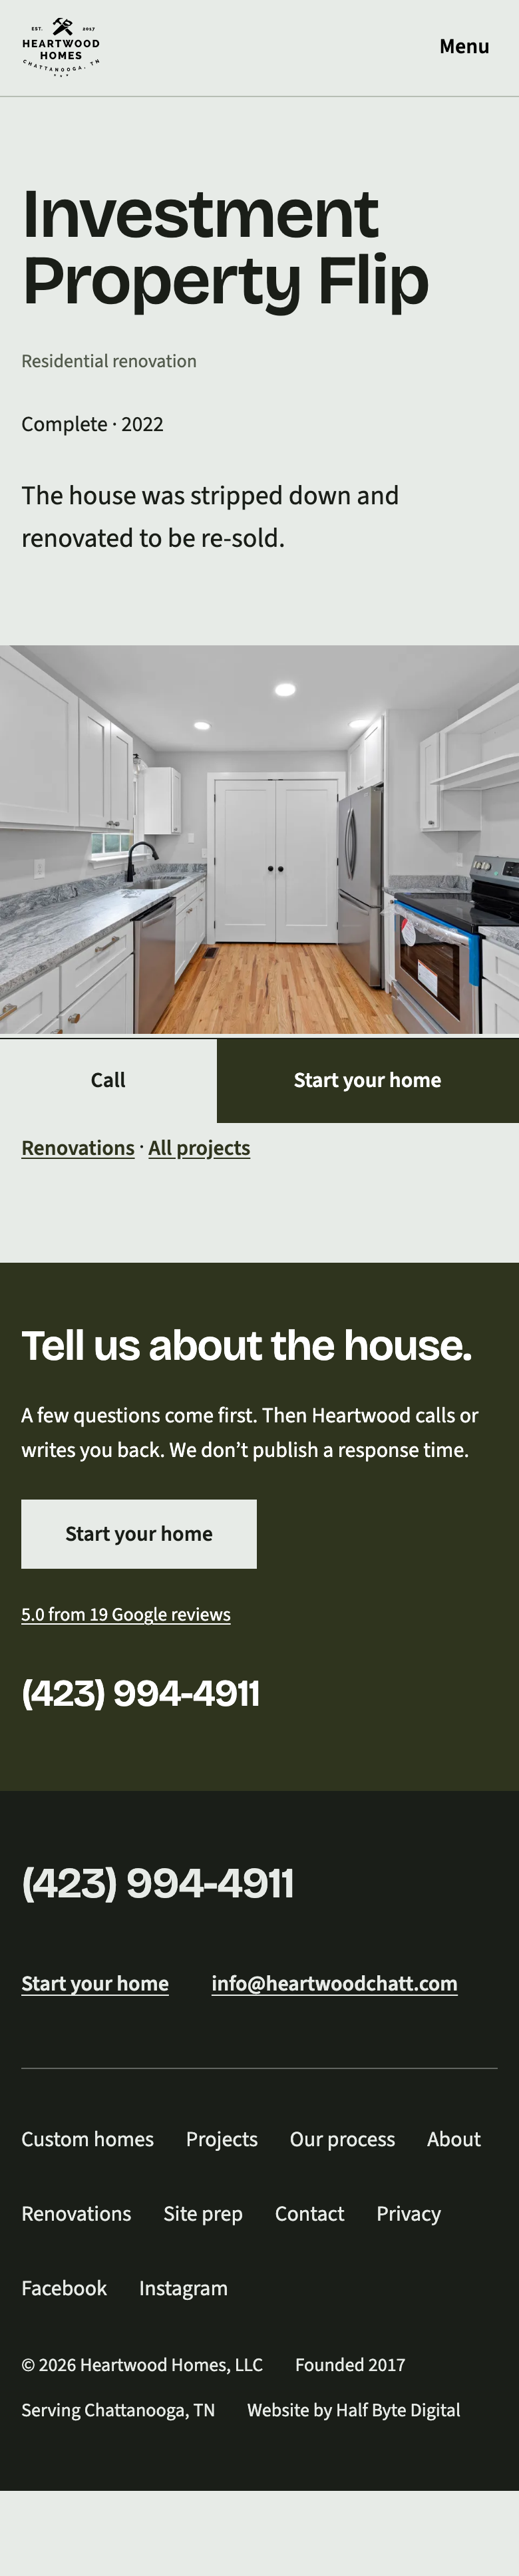 EST. 2017
HEARTWOOD
HOMES
CHATTANOOGA, TN
Menu
Investment
Property Flip
Residential renovation
Complete · 2022
The house was stripped down and
renovated to be re-sold.
Call
Start your home
Renovations · All projects
Tell us about the house.
A few questions come first. Then Heartwood calls or
writes you back. We don’t publish a response time.
Start your home
5.0 from 19 Google reviews
(423) 994-4911
(423) 994-4911
Start your home info@heartwoodchatt.com
Custom homes Projects Our process About
Renovations Site prep Contact Privacy
Facebook Instagram
© 2026 Heartwood Homes, LLC Founded 2017
Serving Chattanooga, TN Website by Half Byte Digital